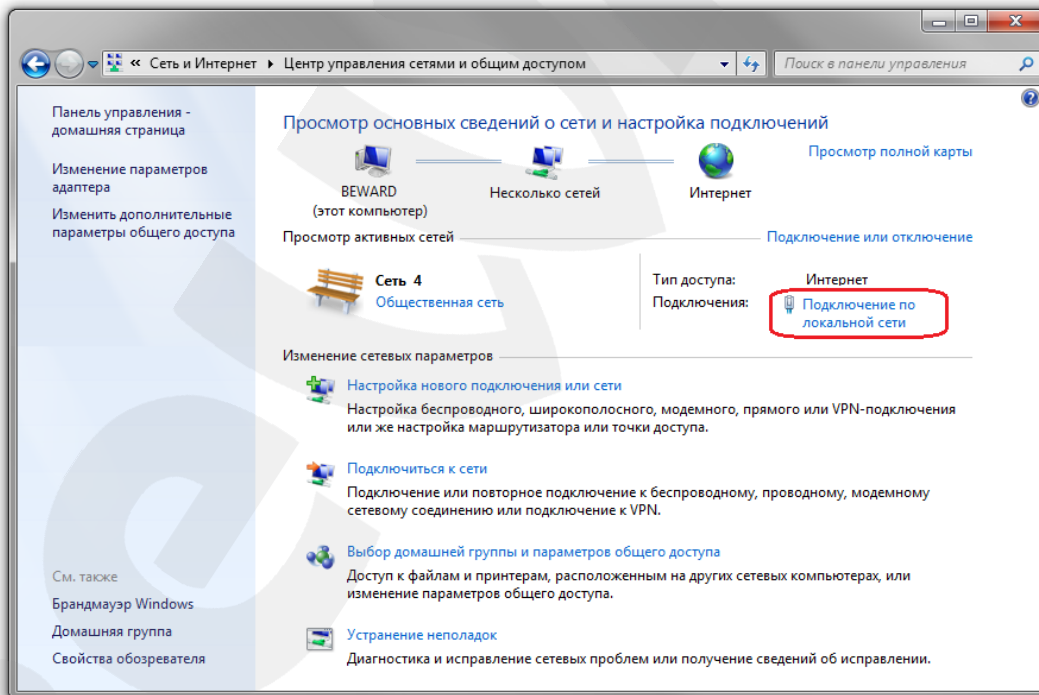 « Сеть и Интернет ▸ Центр управления сетями и общим доступом
Поиск в панели управления
Панель управления -
домашняя страница
Изменение параметров
адаптера
Изменить дополнительные
параметры общего доступа
См. также
Брандмауэр Windows
Домашняя группа
Свойства обозревателя
Просмотр основных сведений о сети и настройка подключений
Просмотр полной карты
BEWARD
(этот компьютер)
Несколько сетей
Интернет
Просмотр активных сетей
Подключение или отключение
Сеть 4
Общественная сеть
Тип доступа: Интернет
Подключения: Подключение по
локальной сети
Изменение сетевых параметров
Настройка нового подключения или сети
Настройка беспроводного, широкополосного, модемного, прямого или VPN-подключения
или же настройка маршрутизатора или точки доступа.
Подключиться к сети
Подключение или повторное подключение к беспроводному, проводному, модемному
сетевому соединению или подключение к VPN.
Выбор домашней группы и параметров общего доступа
Доступ к файлам и принтерам, расположенным на других сетевых компьютерах, или
изменение параметров общего доступа.
Устранение неполадок
Диагностика и исправление сетевых проблем или получение сведений об исправлении.